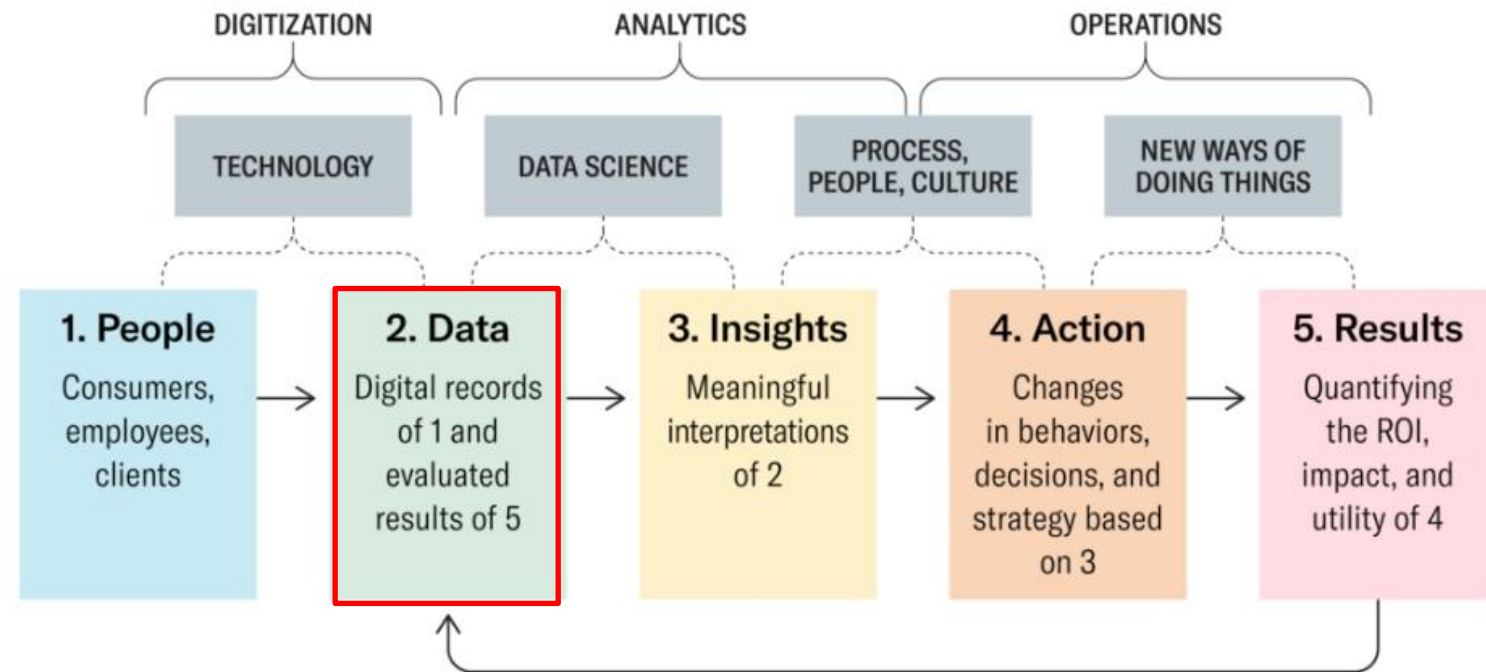 DIGITIZATION
ANALYTICS
OPERATIONS
TECHNOLOGY
DATA SCIENCE
PROCESS,
PEOPLE, CULTURE
NEW WAYS OF
DOING THINGS
1. People
Consumers,
employees,
clients
2. Data
Digital records
of 1 and
evaluated
results of 5
3. Insights
Meaningful
interpretations
of 2
4. Action
Changes
in behaviors,
decisions, and
strategy based
on 3
5. Results
Quantifying
the ROI,
impact, and
utility of 4